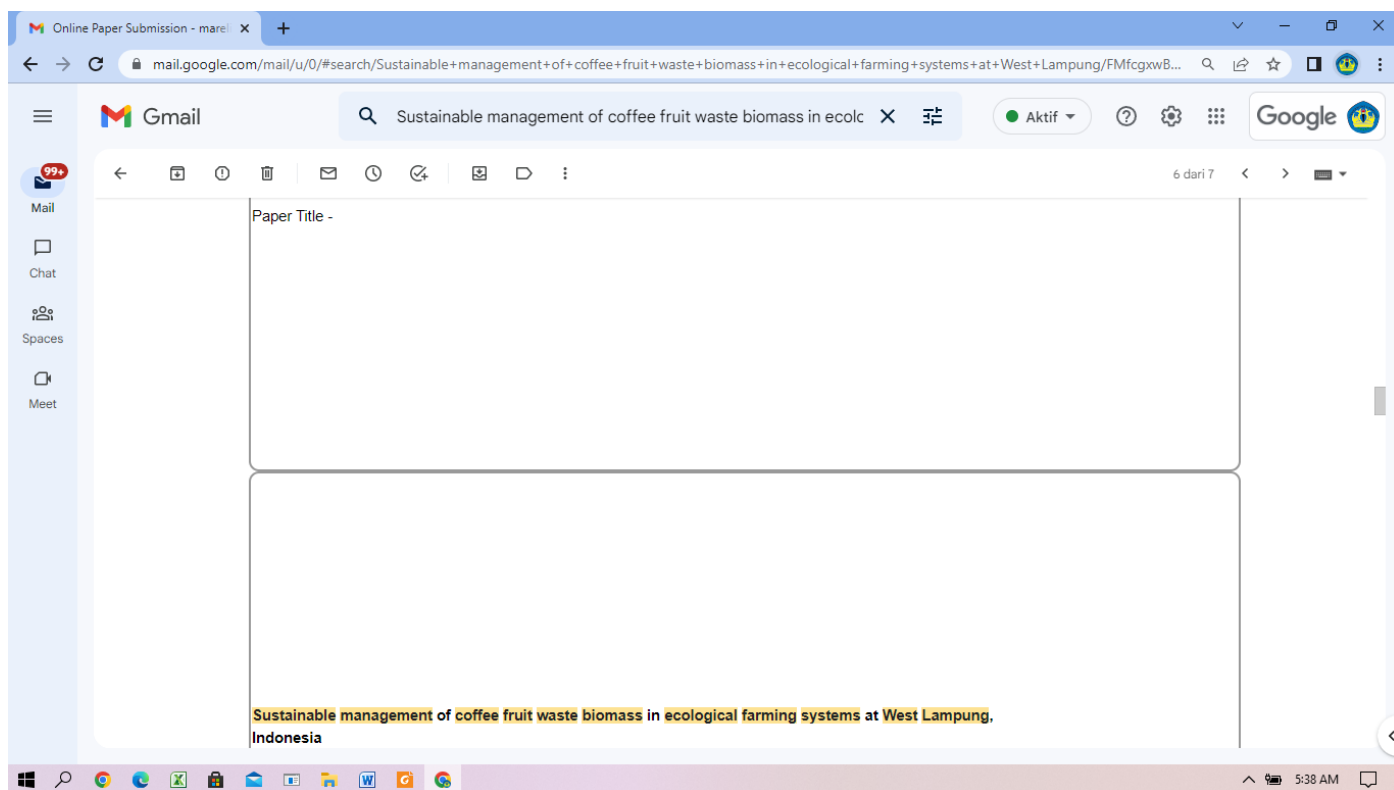 Online Paper Submission - marel
mail.google.com/mail/u/0/#search/Sustainable+management+of+coffee+fruit+waste+biomass+in+ecological+farming+systems+at+West+Lampung/FMfcgxwB...
Gmail
Sustainable management of coffee fruit waste biomass in ecolc
Aktif
Google
99+
Mail
6 dari 7
Chat
Spaces
Meet
Paper Title -
Sustainable management of coffee fruit waste biomass in ecological farming systems at West Lampung,
Indonesia
5:38 AM